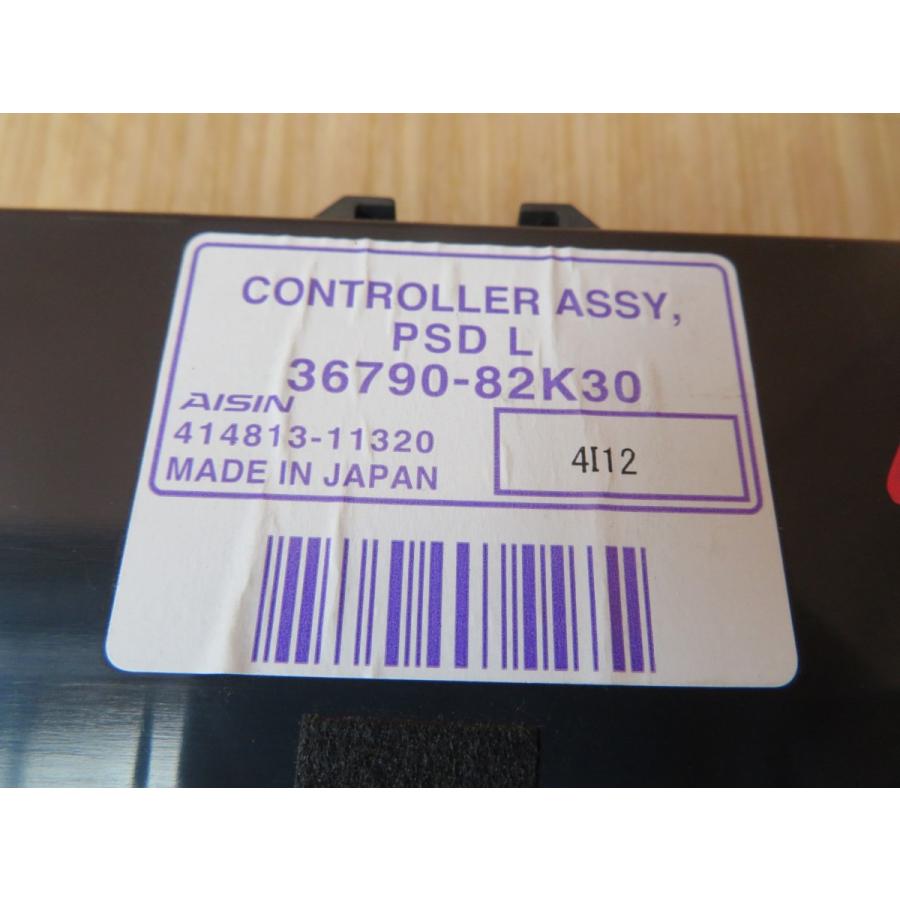 CONTROLLER ASSY,
PSD L
36790-82K30
AISIN
414813-11320
4I12
MADE IN JAPAN